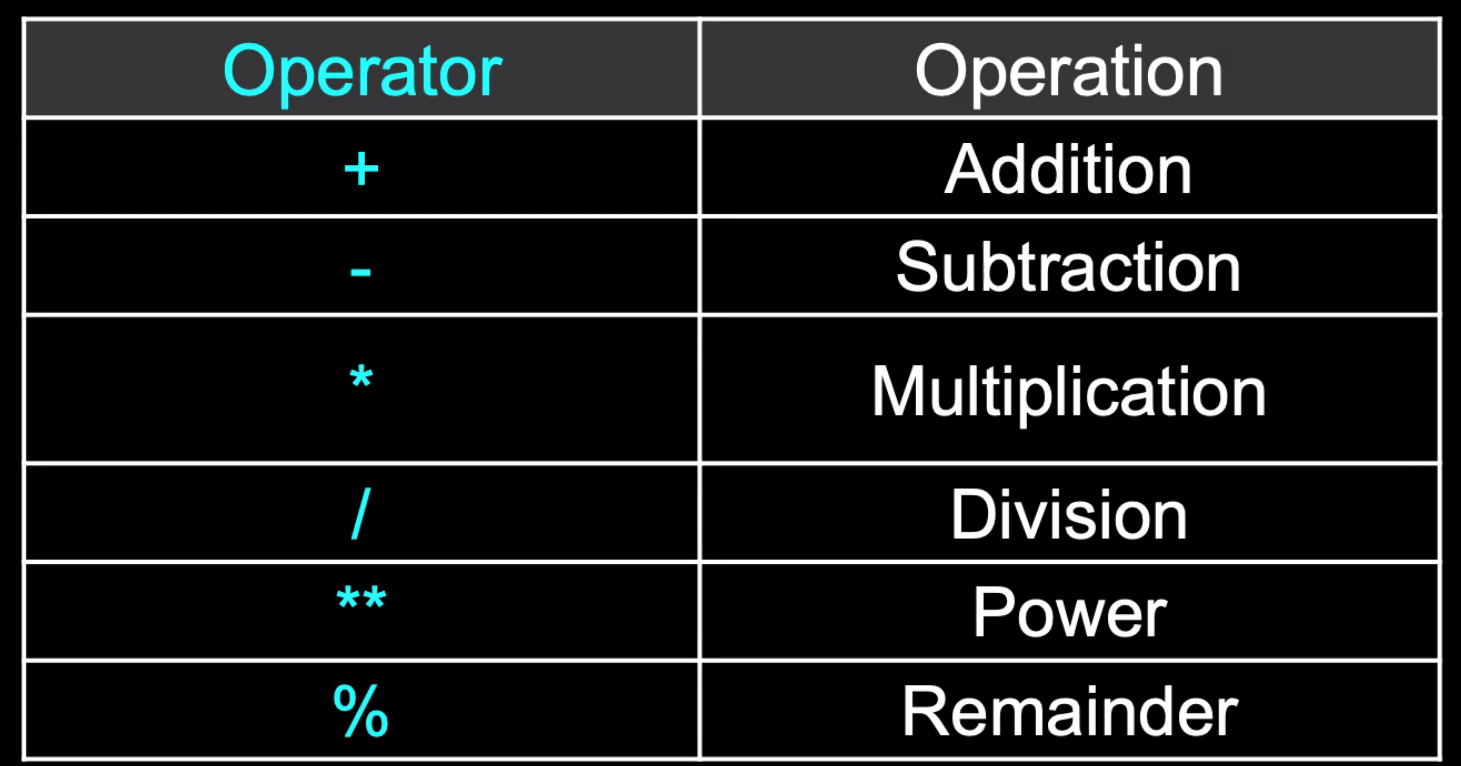 Operator Operation
+ Addition
- Subtraction
* Multiplication
/ Division
** Power
% Remainder